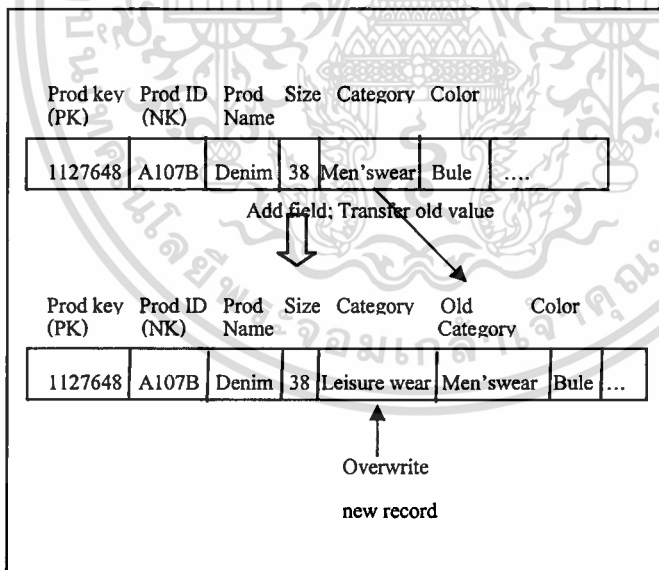 Prod key Prod ID Prod Size Category Color
(PK) (NK) Name
1127648 A107B Denim 38 Men'swear Bule ....
Add field; Transfer old value
Prod key Prod ID Prod Size Category Old Color
(PK) (NK) Name Category
1127648 A107B Denim 38 Leisure wear Men'swear Bule ...
Overwrite
new record